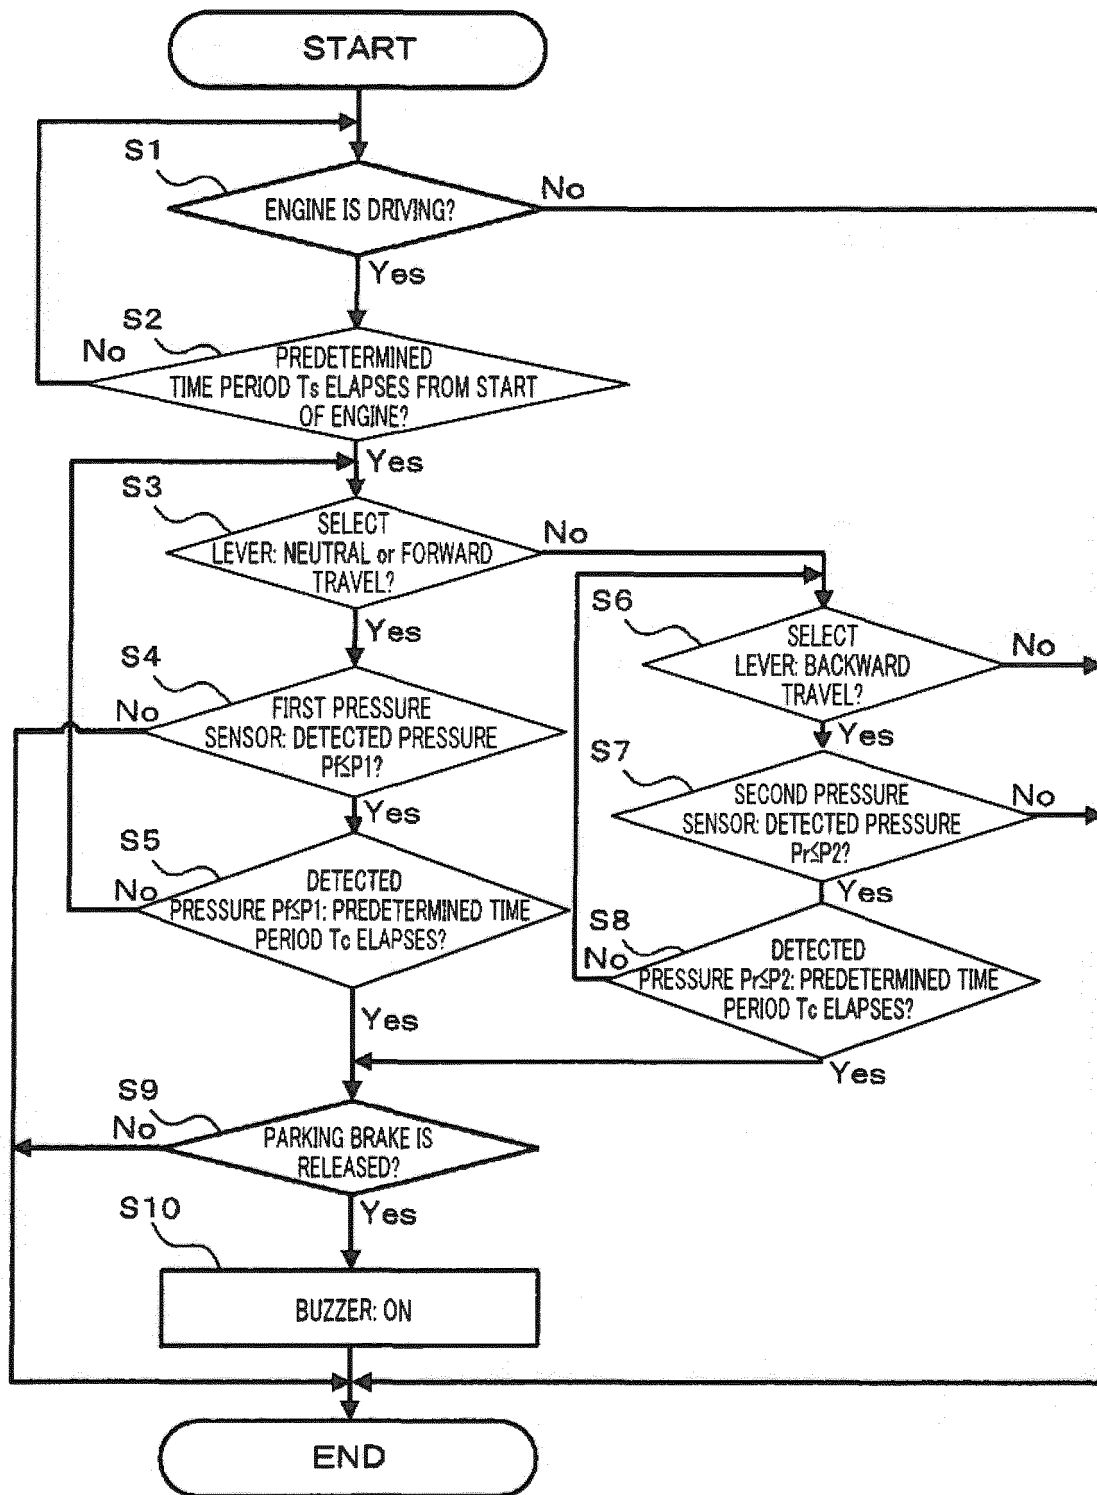 START
S1
ENGINE IS DRIVING?
No
Yes
S2
No
PREDETERMINED
TIME PERIOD Ts ELAPSES FROM START
OF ENGINE?
Yes
S3
SELECT
LEVER: NEUTRAL or FORWARD
TRAVEL?
No
Yes
S4
No
FIRST PRESSURE
SENSOR: DETECTED PRESSURE
Pf≤P1?
Yes
S5
No
DETECTED
PRESSURE Pf≤P1: PREDETERMINED TIME
PERIOD Tc ELAPSES?
Yes
S6
SELECT
LEVER: BACKWARD
TRAVEL?
No
Yes
S7
SECOND PRESSURE
SENSOR: DETECTED PRESSURE
Pr≤P2?
No
Yes
S8
No
DETECTED
PRESSURE Pr≤P2: PREDETERMINED TIME
PERIOD Tc ELAPSES?
Yes
S9
No
PARKING BRAKE IS
RELEASED?
Yes
S10
BUZZER: ON
END